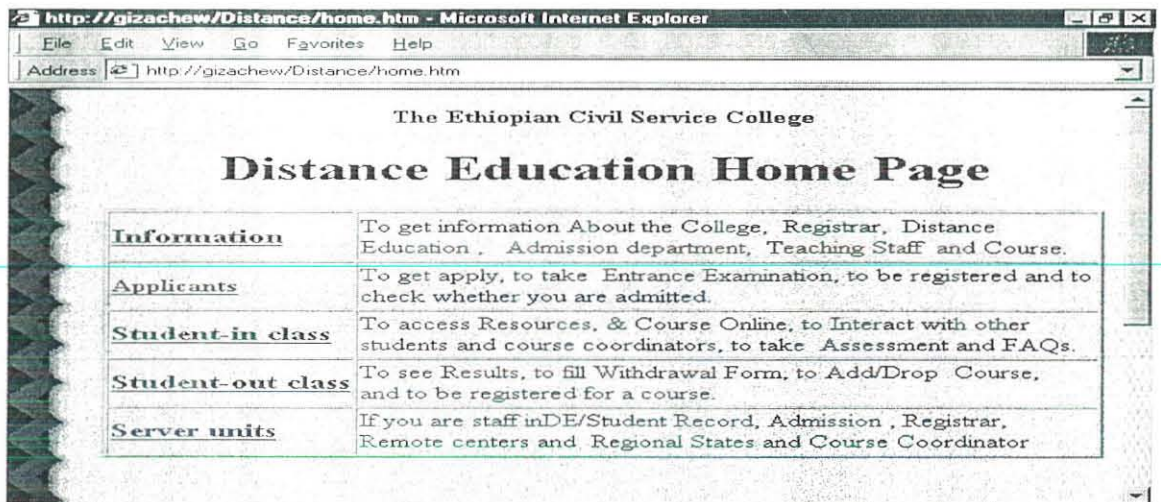 http://gizachew/Distance/home.htm - Microsoft Internet Explorer
File Edit View Go Favorites Help
Address http://gizachew/Distance/home.htm
The Ethiopian Civil Service College
Distance Education Home Page
Information To get information About the College, Registrar, Distance
Education , Admission department, Teaching Staff and Course.
Applicants To get apply, to take Entrance Examination, to be registered and to
check whether you are admitted.
Student-in class To access Resources, & Course Online, to Interact with other
students and course coordinators, to take Assessment and FAQs.
Student-out class To see Results, to fill Withdrawal Form, to Add/Drop Course,
and to be registered for a course.
Server units If you are staff inDE/Student Record, Admission , Registrar,
Remote centers and Regional States and Course Coordinator